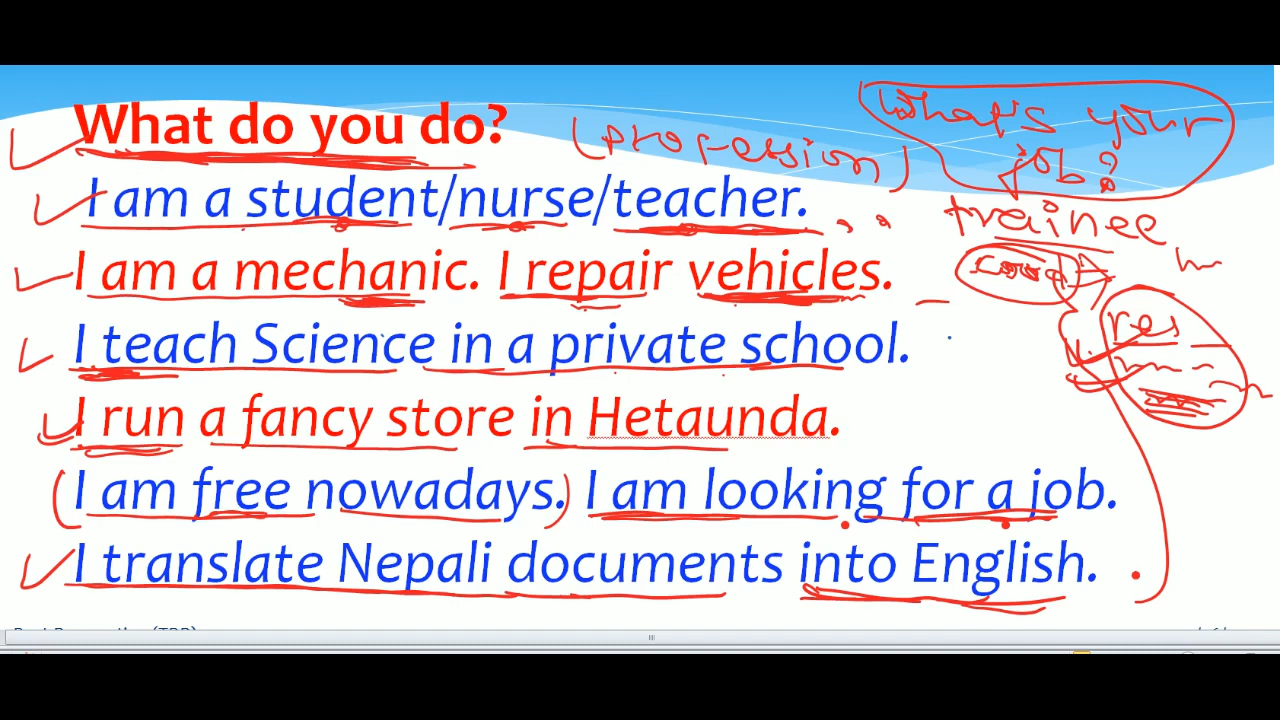 What do you do?
(profession)
What's your
job?
I am a student/nurse/teacher.
trainee
I am a mechanic. I repair vehicles.
res
I teach Science in a private school.
I run a fancy store in Hetaunda.
I am free nowadays. I am looking for a job.
I translate Nepali documents into English.